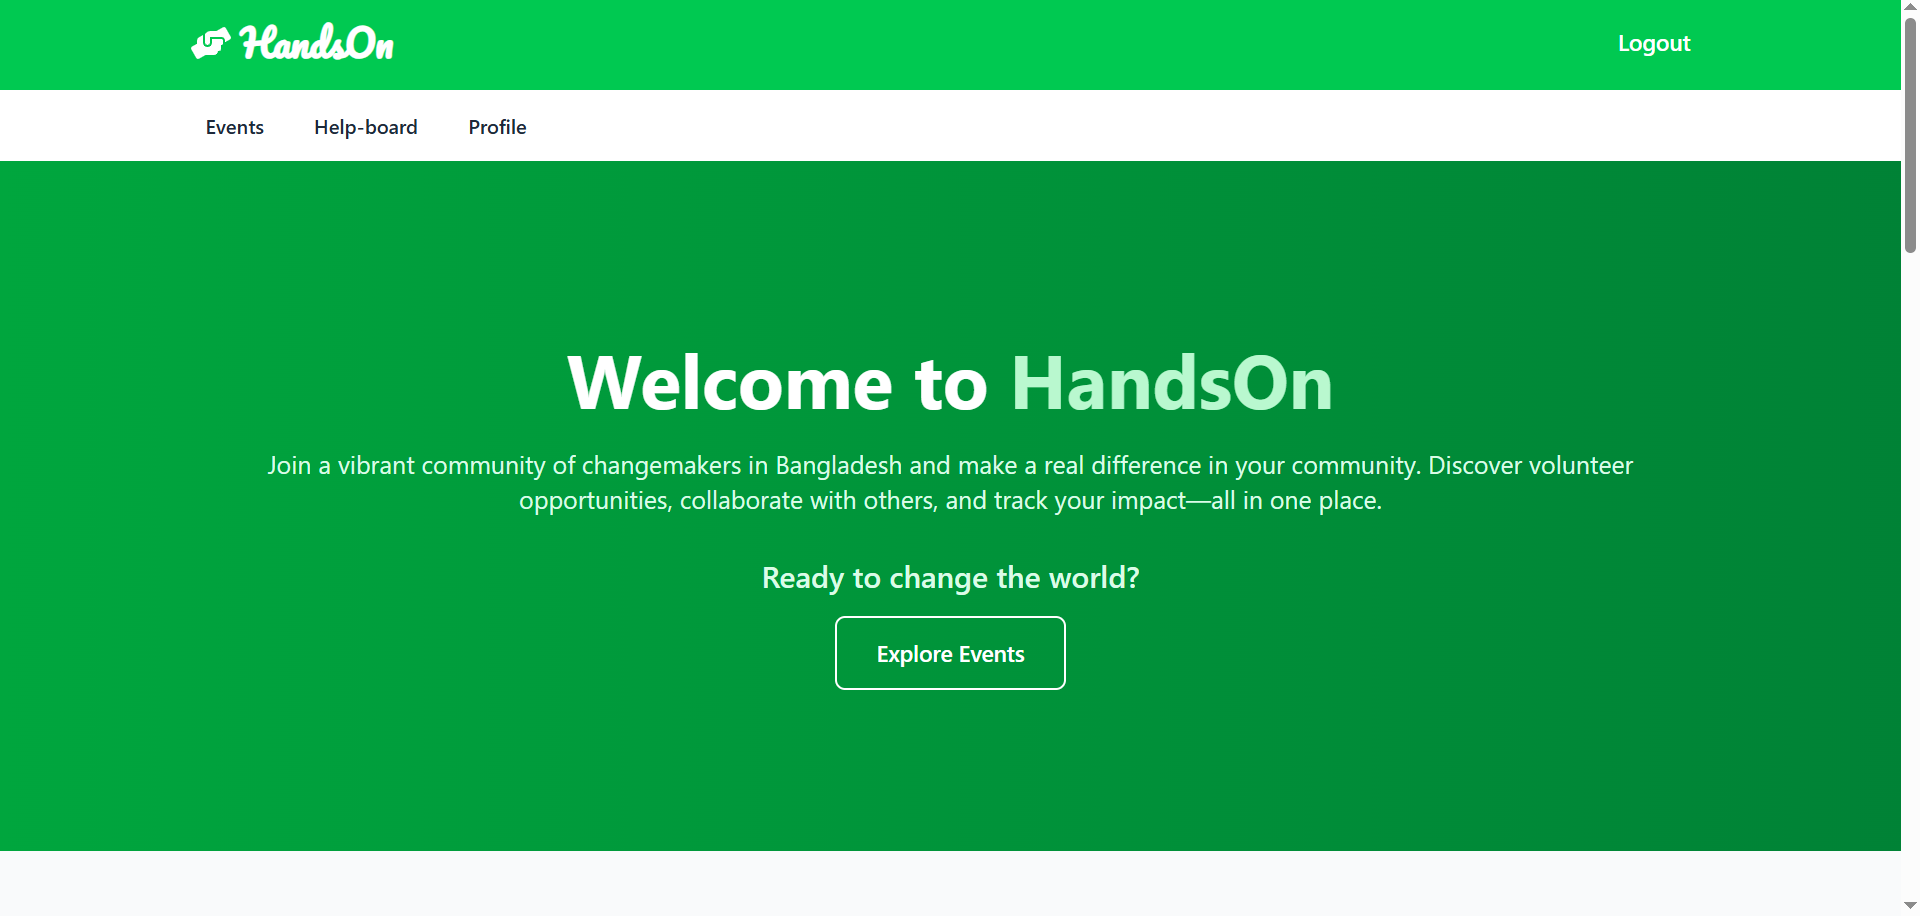 HandsOn
Logout
Events
Help-board
Profile
Welcome to HandsOn
Join a vibrant community of changemakers in Bangladesh and make a real difference in your community. Discover volunteer
opportunities, collaborate with others, and track your impact—all in one place.
Ready to change the world?
Explore Events